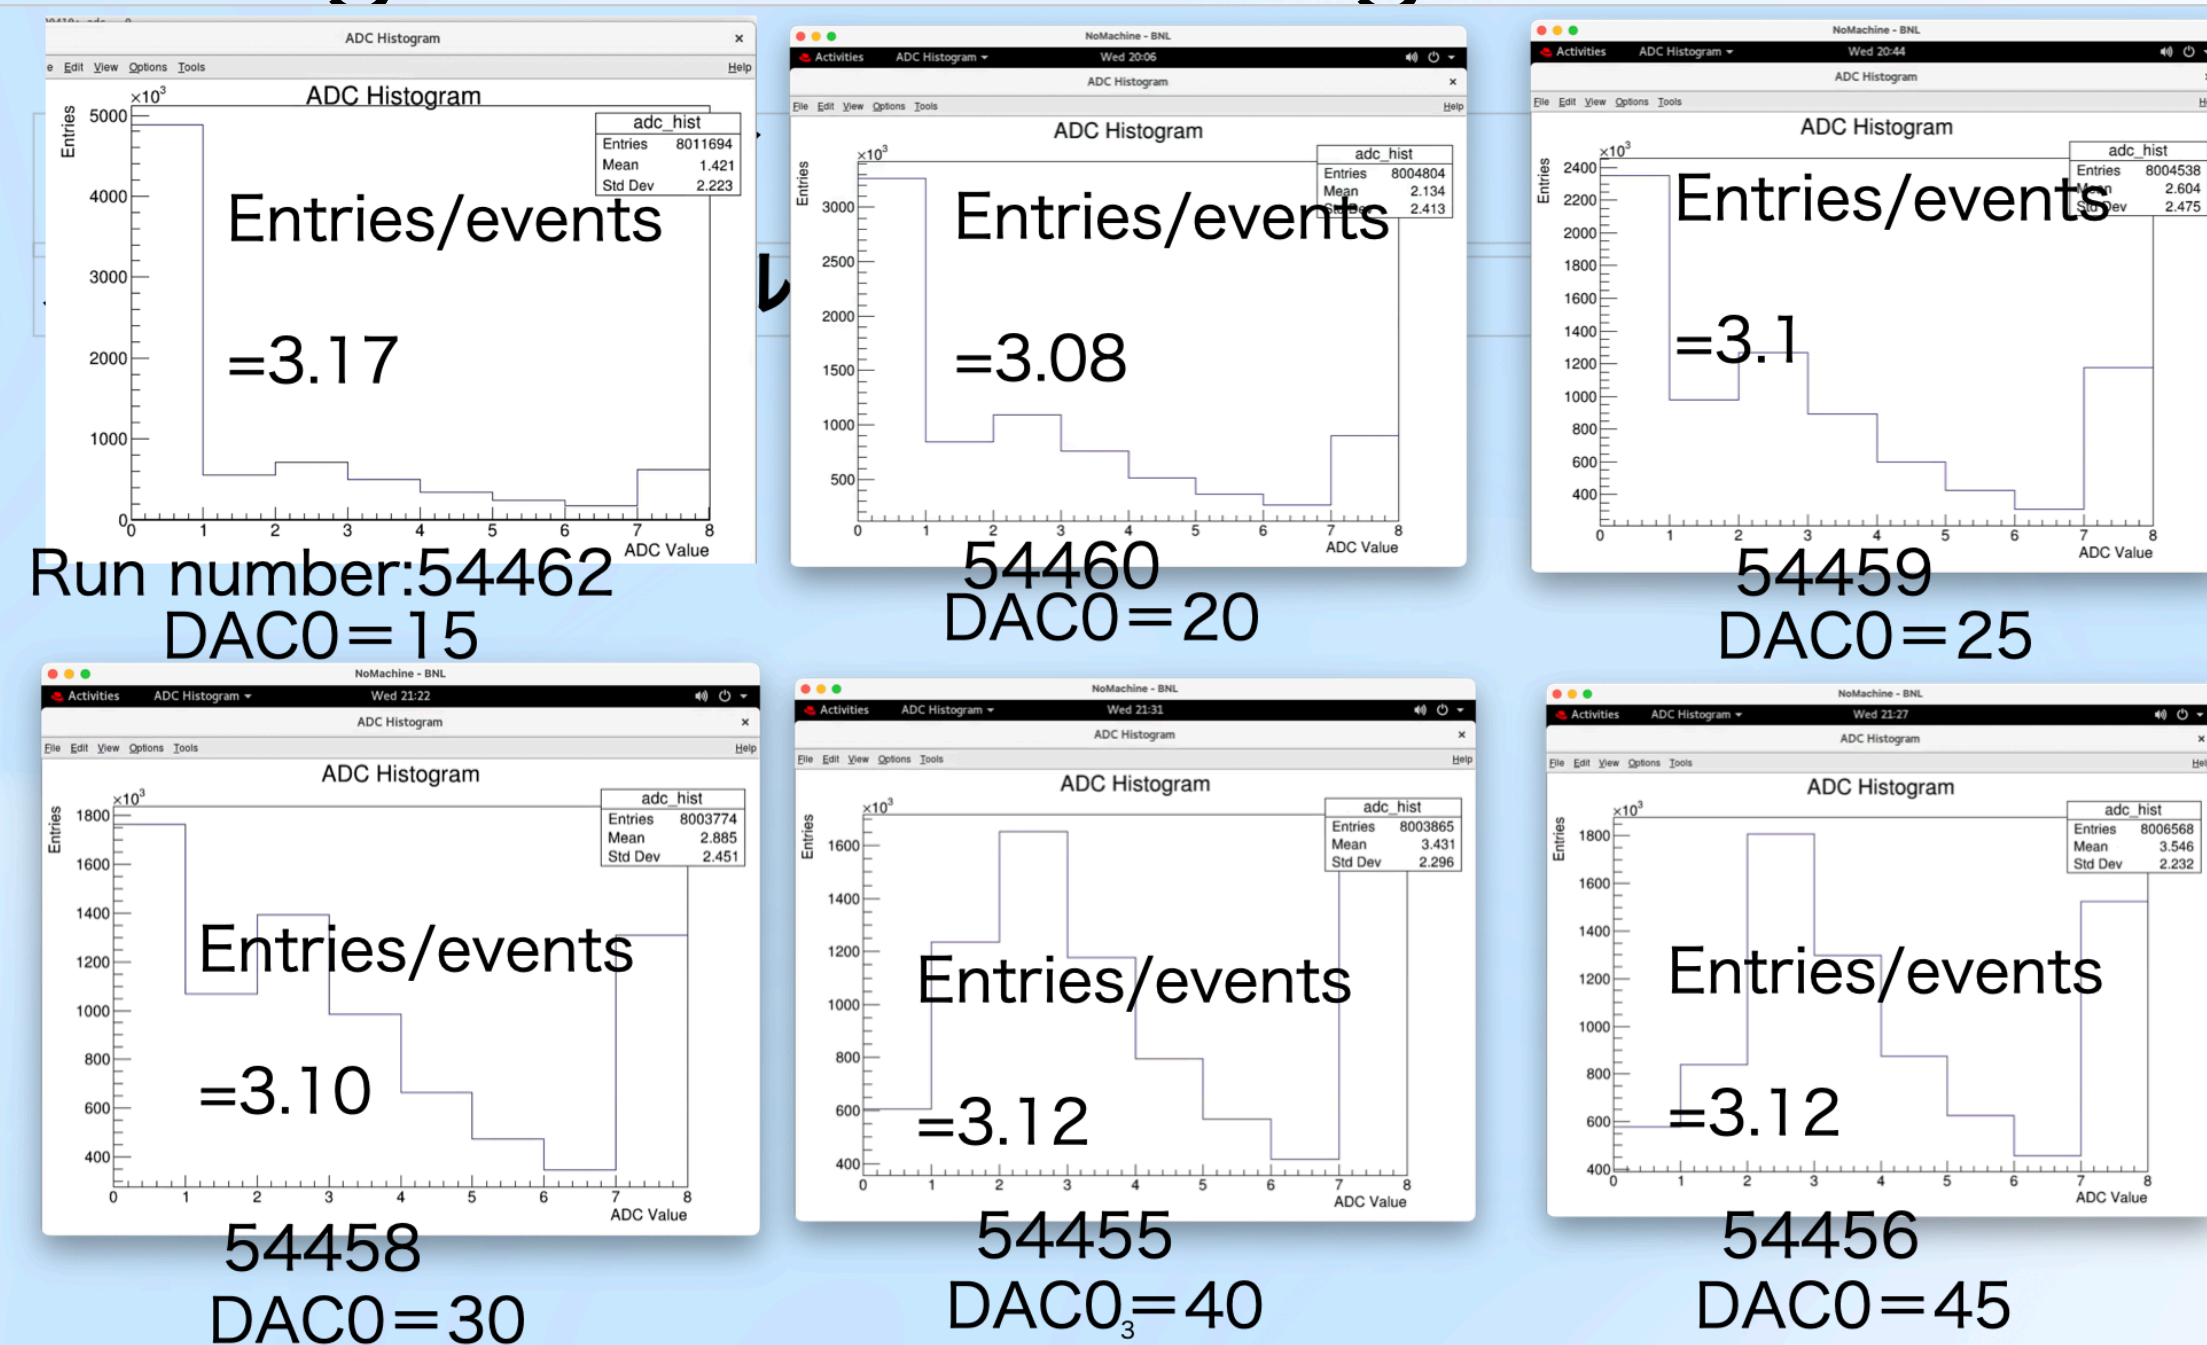 ADC Histogram ×
e Edit View Options Tools Help
ADC Histogram
×10³
Entries
5000
4000
3000
2000
1000
0
adc_hist
Entries 8011694
Mean 1.421
Std Dev 2.223
Entries/events
=3.17
0 1 2 3 4 5 6 7 8
ADC Value
Run number:54462
DAC0=15
NoMachine - BNL
Activities ADC Histogram Wed 20:06
ADC Histogram ×
File Edit View Options Tools Help
ADC Histogram
×10³
Entries
3000
2500
2000
1500
1000
500
adc_hist
Entries 8004804
Mean 2.134
Std Dev 2.413
Entries/events
=3.08
0 1 2 3 4 5 6 7 8
ADC Value
54460
DAC0=20
NoMachine - BNL
Activities ADC Histogram Wed 20:44
ADC Histogram
File Edit View Options Tools
ADC Histogram
×10³
Entries
2400
2200
2000
1800
1600
1400
1200
1000
800
600
400
adc_hist
Entries 8004538
Mean 2.604
Std Dev 2.475
Entries/events
=3.1
0 1 2 3 4 5 6 7 8
ADC Value
54459
DAC0=25
NoMachine - BNL
Activities ADC Histogram Wed 21:22
ADC Histogram ×
File Edit View Options Tools Help
ADC Histogram
×10³
Entries
1800
1600
1400
1200
1000
800
600
400
adc_hist
Entries 8003774
Mean 2.885
Std Dev 2.451
Entries/events
=3.10
0 1 2 3 4 5 6 7 8
ADC Value
54458
DAC0=30
NoMachine - BNL
Activities ADC Histogram Wed 21:31
ADC Histogram ×
File Edit View Options Tools Help
ADC Histogram
×10³
Entries
1600
1400
1200
1000
800
600
400
adc_hist
Entries 8003865
Mean 3.431
Std Dev 2.296
Entries/events
=3.12
0 1 2 3 4 5 6 7 8
ADC Value
54455
DAC0=40
3
NoMachine - BNL
Activities ADC Histogram Wed 21:27
ADC Histogram ×
File Edit View Options Tools
ADC Histogram
×10³
Entries
1800
1600
1400
1200
1000
800
600
400
adc_hist
Entries 8006568
Mean 3.546
Std Dev 2.232
Entries/events
=3.12
0 1 2 3 4 5 6 7 8
ADC Value
54456
DAC0=45